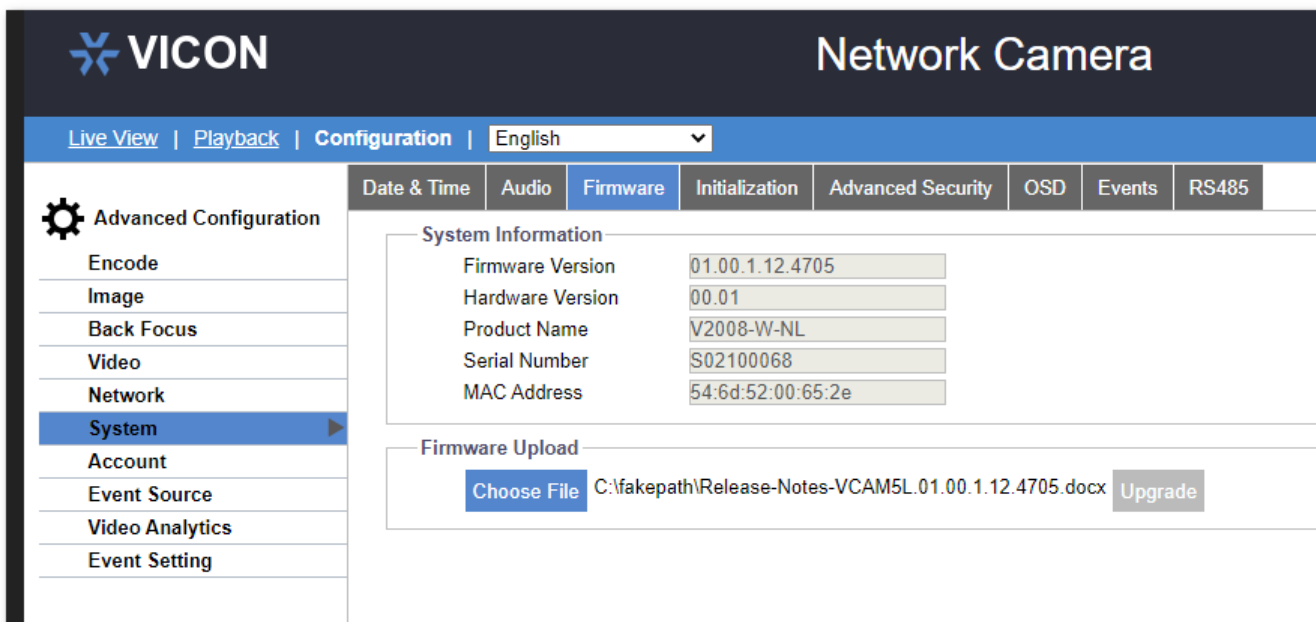 VICON
Network Camera
Live View | Playback | Configuration | English
Date & Time Audio Firmware Initialization Advanced Security OSD Events RS485
Advanced Configuration
Encode
Image
Back Focus
Video
Network
System
Account
Event Source
Video Analytics
Event Setting
System Information
Firmware Version 01.00.1.12.4705
Hardware Version 00.01
Product Name V2008-W-NL
Serial Number S02100068
MAC Address 54:6d:52:00:65:2e
Firmware Upload
Choose File C:\fakepath\Release-Notes-VCAM5L.01.00.1.12.4705.docx Upgrade